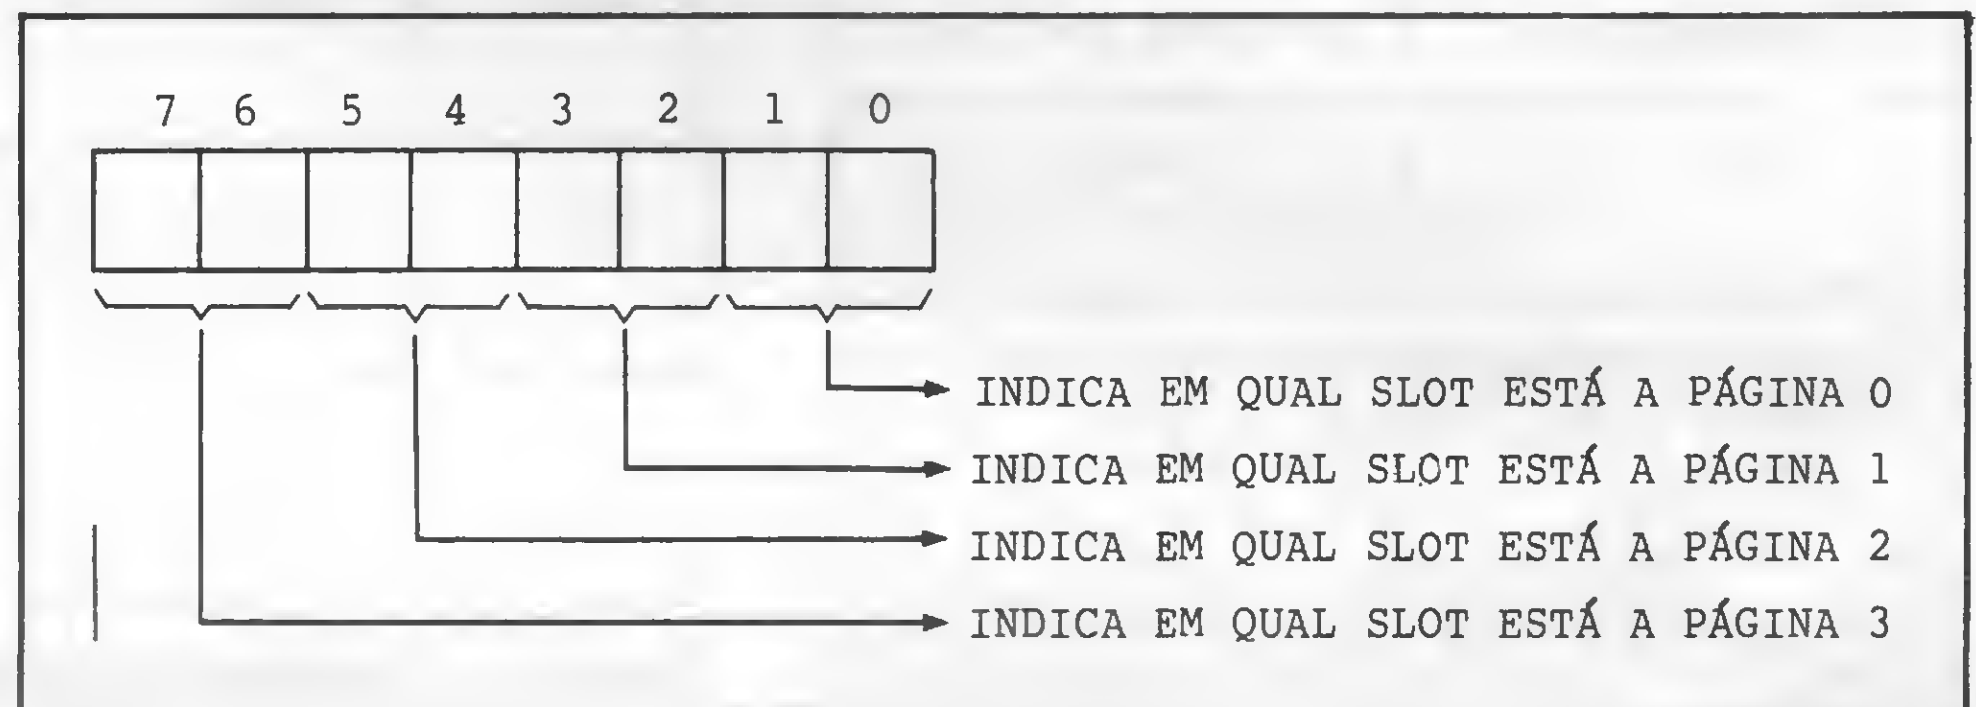 7 6 5 4 3 2 1 0
INDICA EM QUAL SLOT ESTÁ A PÁGINA 0
INDICA EM QUAL SLOT ESTÁ A PÁGINA 1
INDICA EM QUAL SLOT ESTÁ A PÁGINA 2
INDICA EM QUAL SLOT ESTÁ A PÁGINA 3